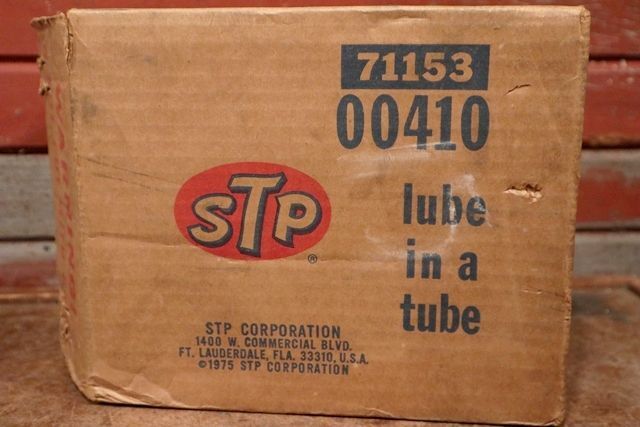 71153
00410
STP
®
lube
in a
tube
STP CORPORATION
1400 W. COMMERCIAL BLVD.
FT. LAUDERDALE, FLA. 33310, U.S.A.
©1975 STP CORPORATION